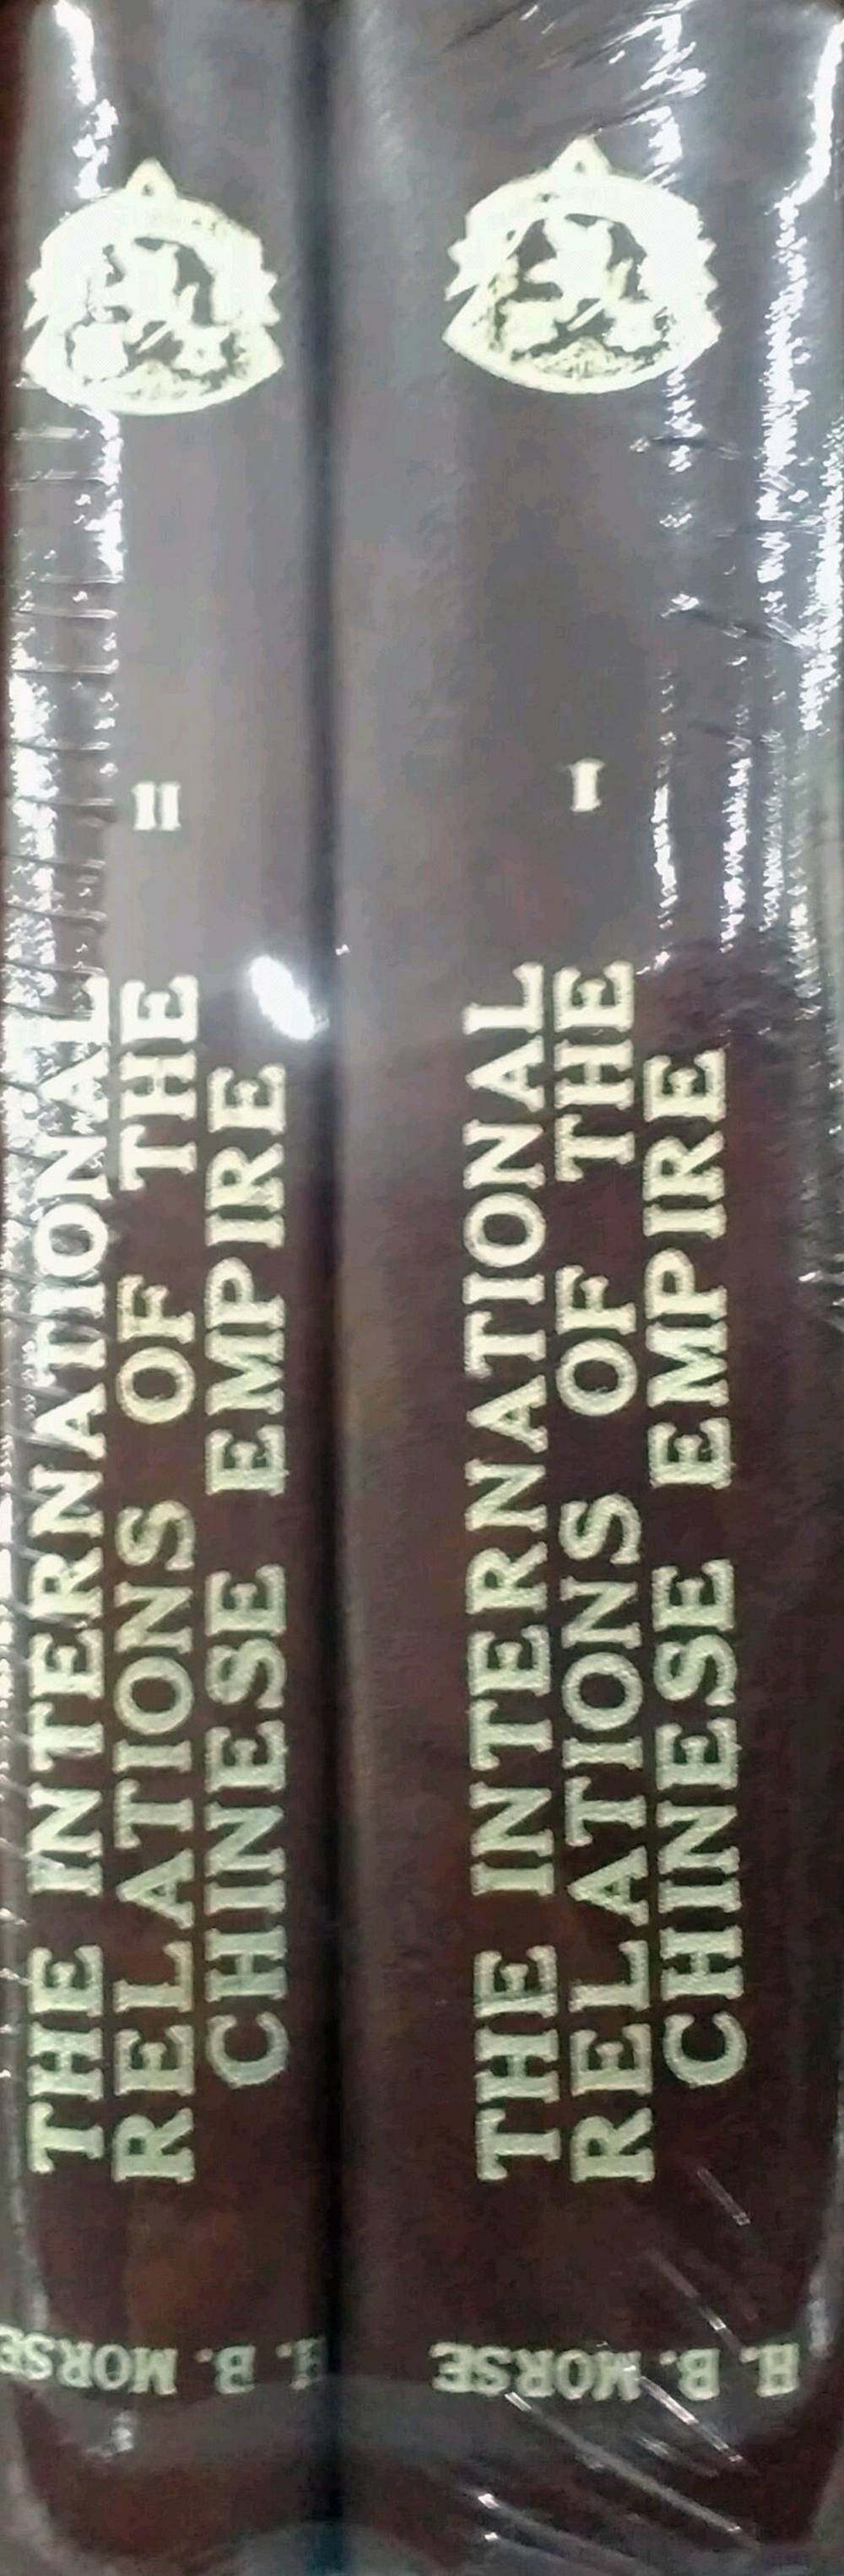 II
THE INTERNATIONAL
RELATIONS OF THE
CHINESE EMPIRE
H. B. MORSE
I
THE INTERNATIONAL
RELATIONS OF THE
CHINESE EMPIRE
H. B. MORSE